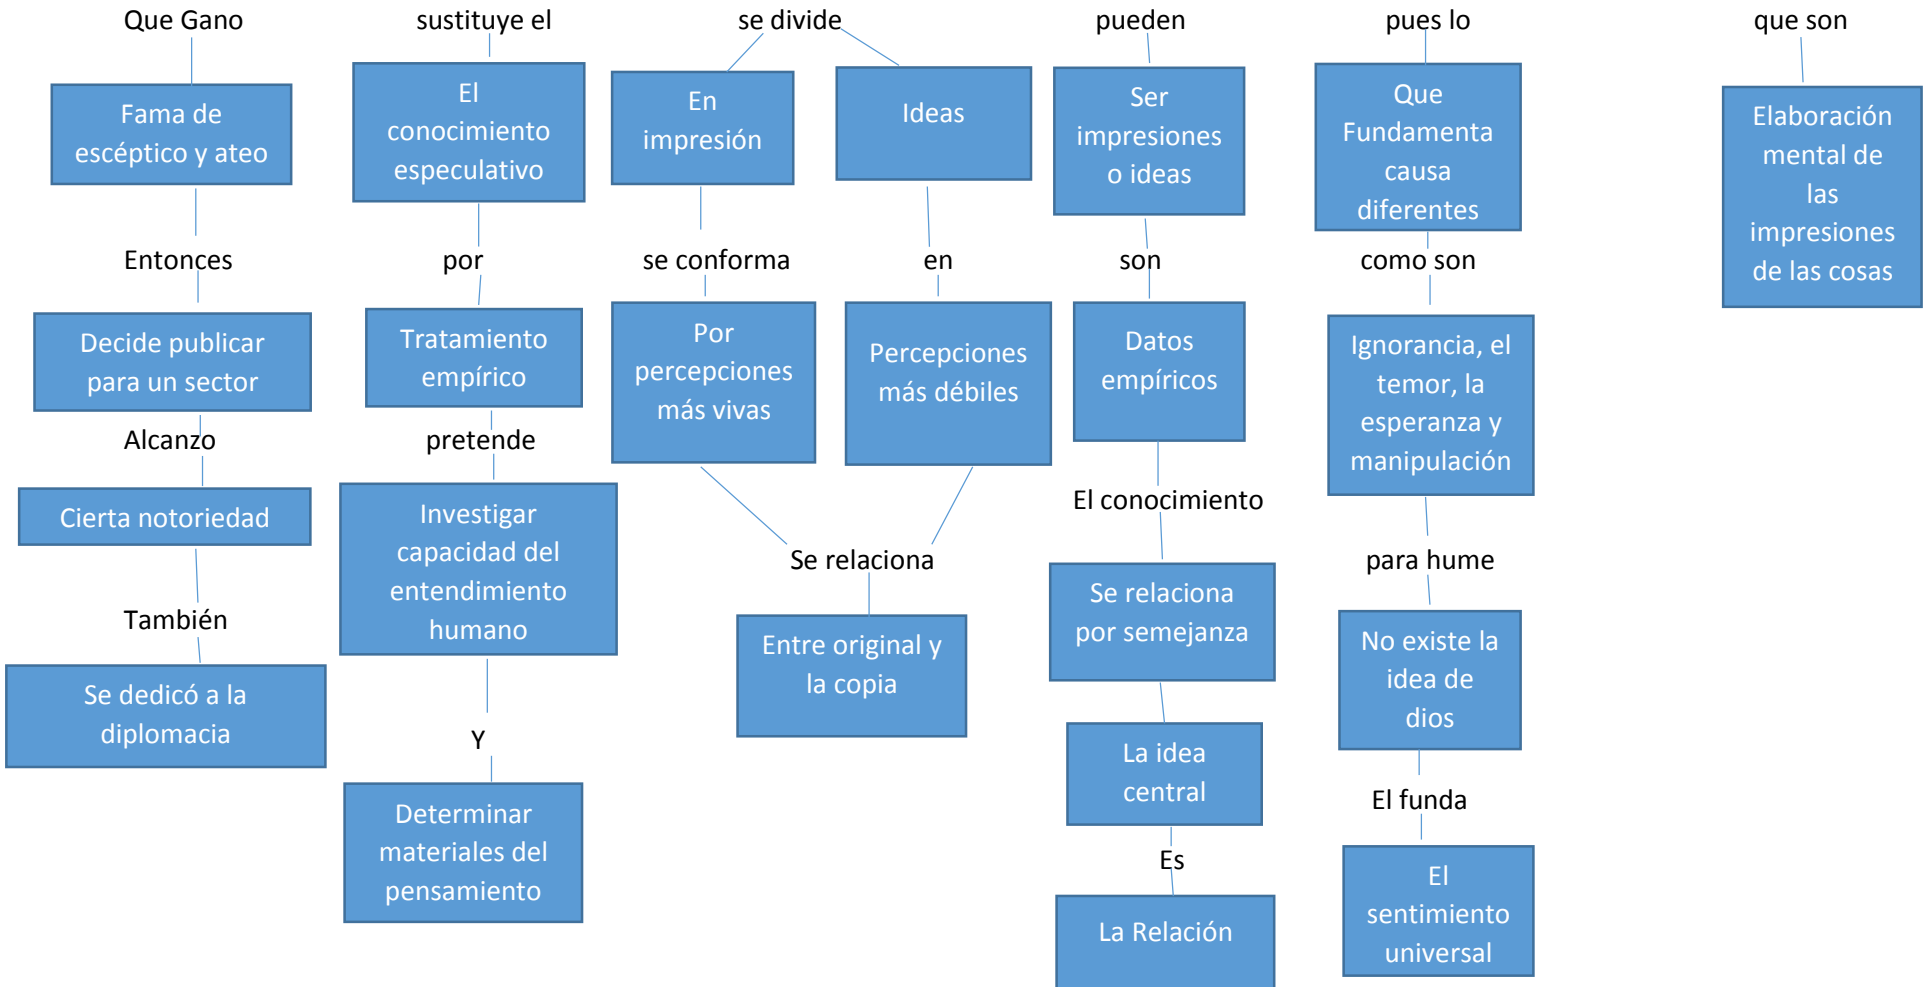 Que Gano
sustituye el
se divide
pueden
pues lo
que son
Fama de
escéptico y ateo
Entonces
Decide publicar
para un sector
Alcanzo
Cierta notoriedad
También
Se dedicó a la
diplomacia
El
conocimiento
especulativo
por
Tratamiento
empírico
pretende
Investigar
capacidad del
entendimiento
humano
Y
Determinar
materiales del
pensamiento
En
impresión
se conforma
Por
percepciones
más vivas
Ideas
en
Percepciones
más débiles
Se relaciona
Entre original y
la copia
Ser
impresiones
o ideas
son
Datos
empíricos
El conocimiento
Se relaciona
por semejanza
La idea
central
Es
La Relación
Que
Fundamenta
causa
diferentes
como son
Ignorancia, el
temor, la
esperanza y
manipulación
para hume
No existe la
idea de
dios
El funda
El
sentimiento
universal
Elaboración
mental de
las
impresiones
de las cosas